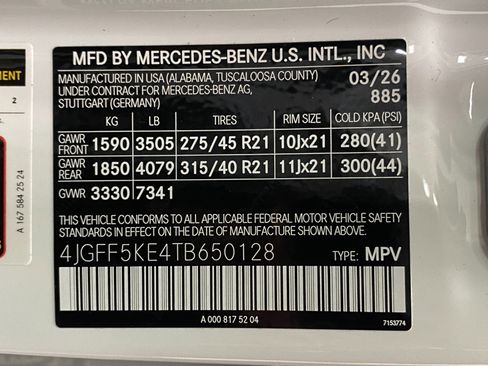 MFD BY MERCEDES-BENZ U.S. INTL., INC
MANUFACTURED IN USA (ALABAMA, TUSCALOOSA COUNTY)
UNDER CONTRACT FOR MERCEDES-BENZ AG,
STUTTGART (GERMANY)
03/26
885
KG LB TIRES RIM SIZE COLD KPA (PSI)
GAWR FRONT 1590 3505 275/45 R21 10Jx21 280(41)
GAWR REAR 1850 4079 315/40 R21 11Jx21 300(44)
GVWR 3330 7341
THIS VEHICLE CONFORMS TO ALL APPLICABLE FEDERAL MOTOR VEHICLE SAFETY
STANDARDS IN EFFECT ON THE DATE OF MANUFACTURE SHOWN ABOVE.
4JGFF5KE4TB650128 TYPE: MPV
A 000 817 52 04
7153774
2
A 167 584 25 24